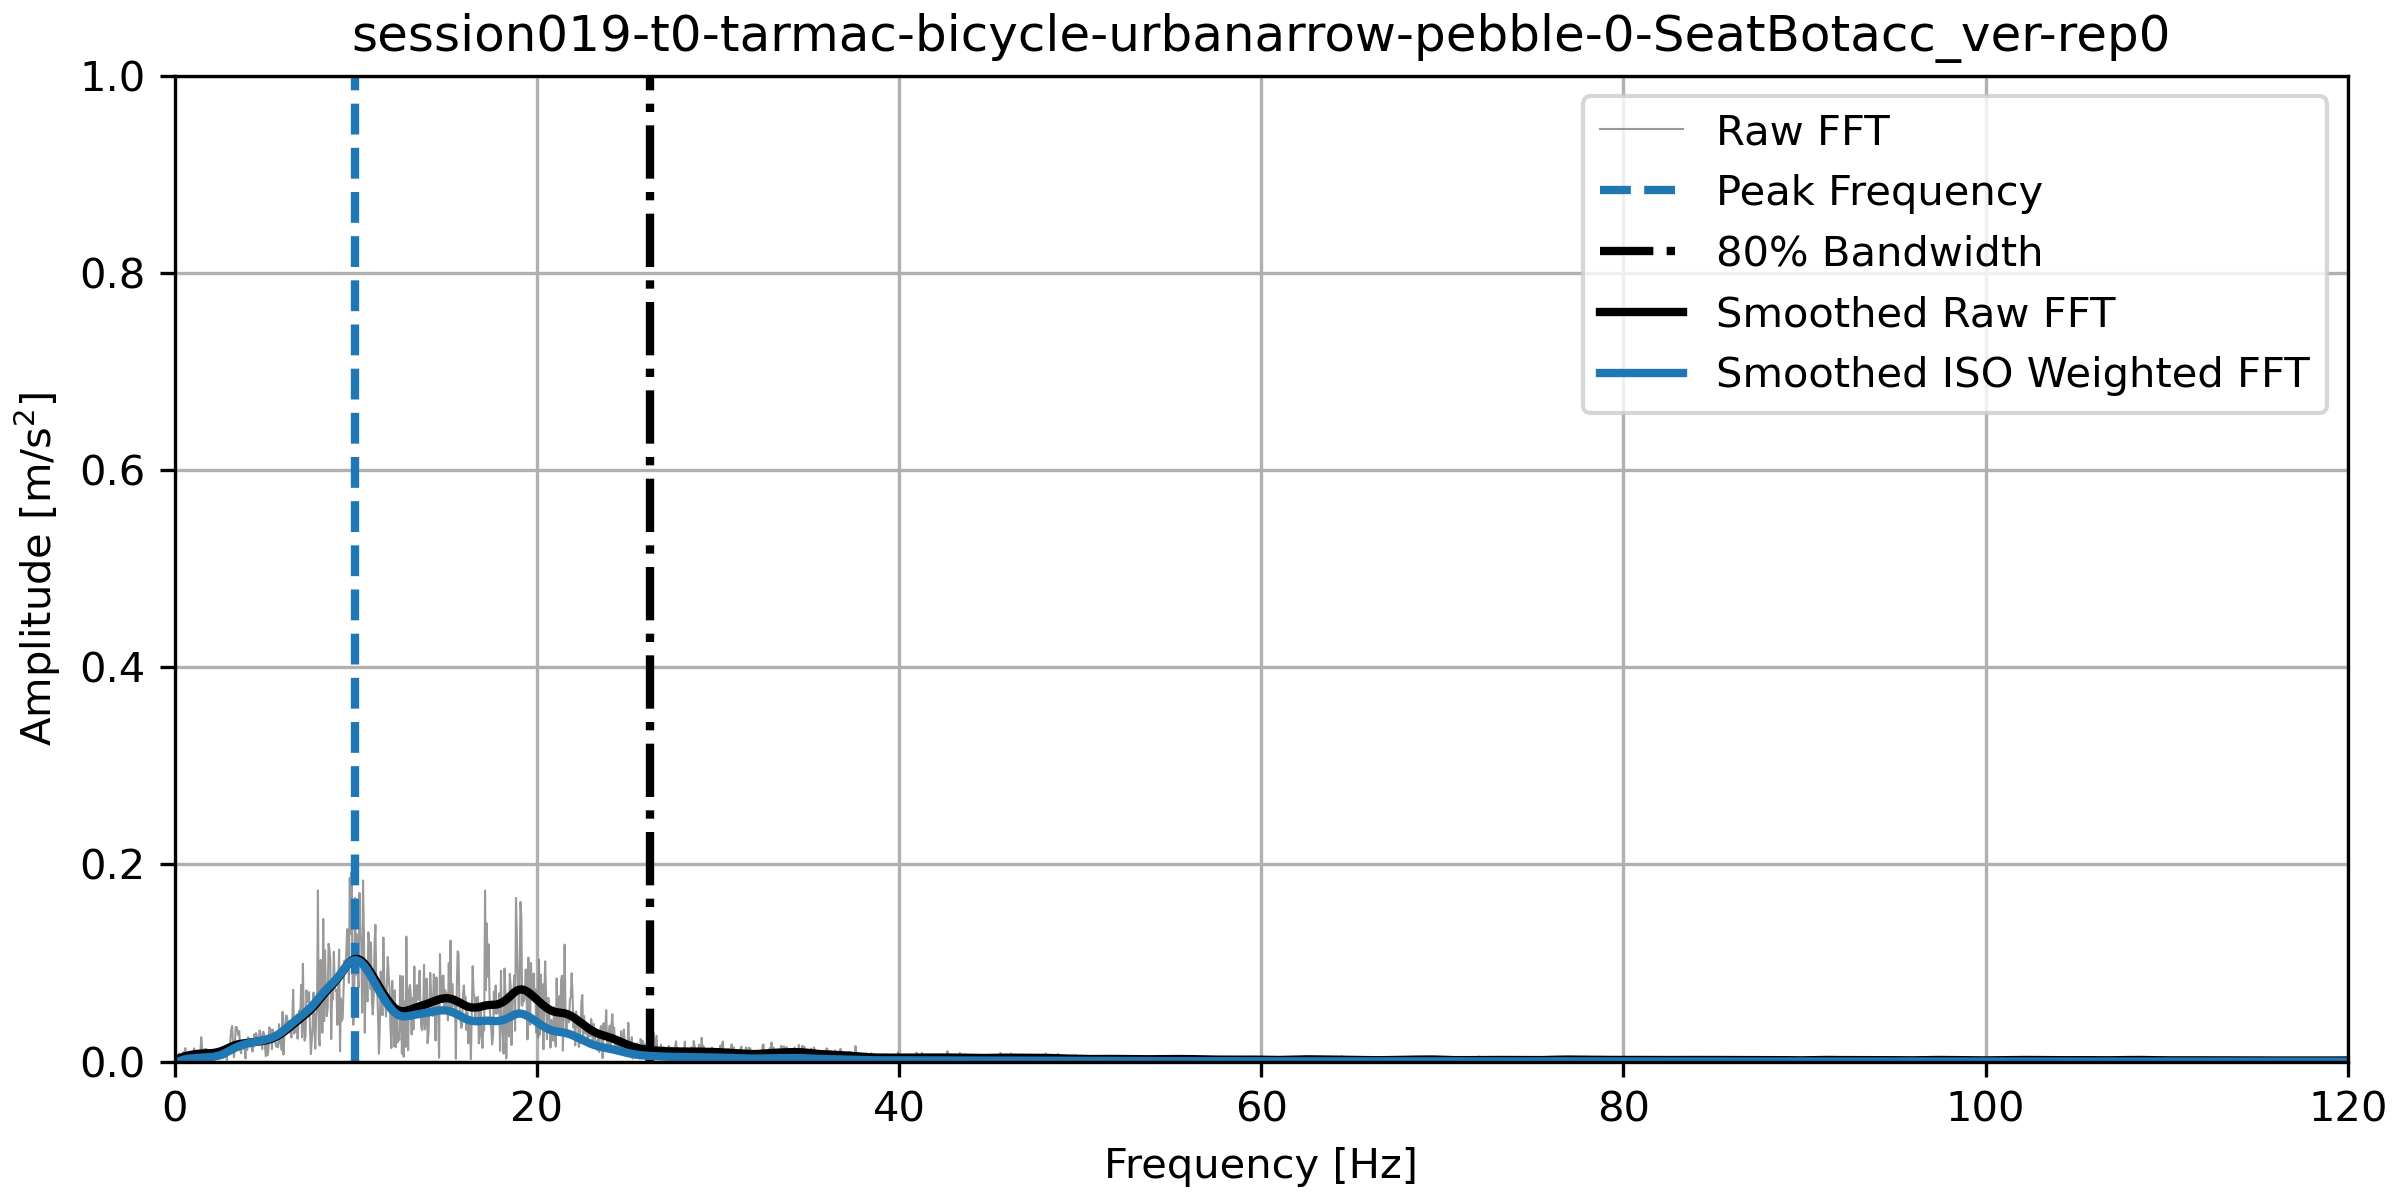 session019-t0-tarmac-bicycle-urbanarrow-pebble-0-SeatBotacc_ver-rep0
1.0
0.8
0.6
0.4
0.2
0.0
Amplitude [m/s²]
Raw FFT
Peak Frequency
80% Bandwidth
Smoothed Raw FFT
Smoothed ISO Weighted FFT
0 20 40 60 80 100 120
Frequency [Hz]